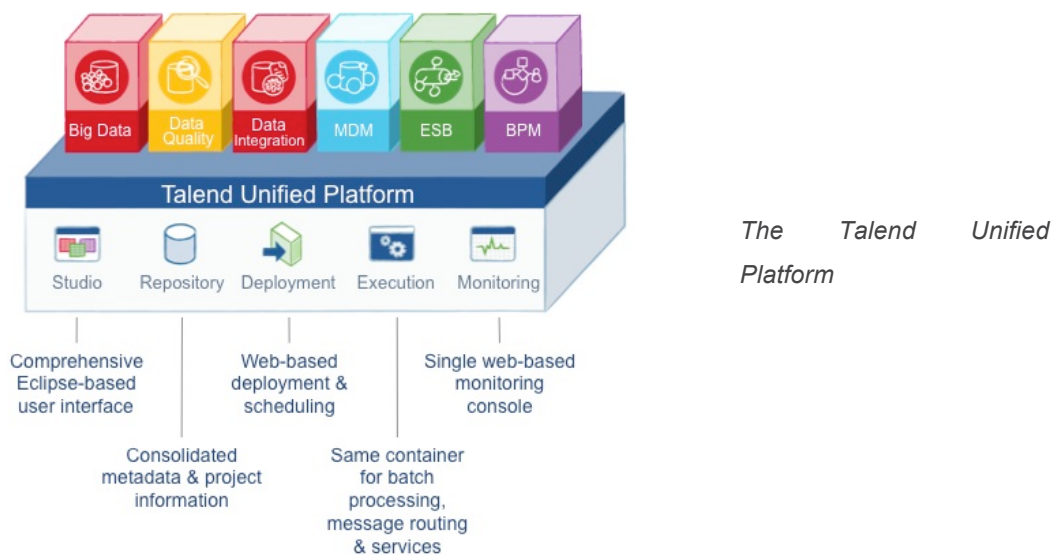 Big Data
Data
Quality
Data
Integration
MDM
ESB
BPM
Talend Unified Platform
Studio
Repository
Deployment
Execution
Monitoring
Comprehensive
Eclipse-based
user interface
Web-based
deployment &
scheduling
Single web-based
monitoring
console
Consolidated
metadata & project
information
Same container
for batch
processing,
message routing
& services
The Talend Unified
Platform